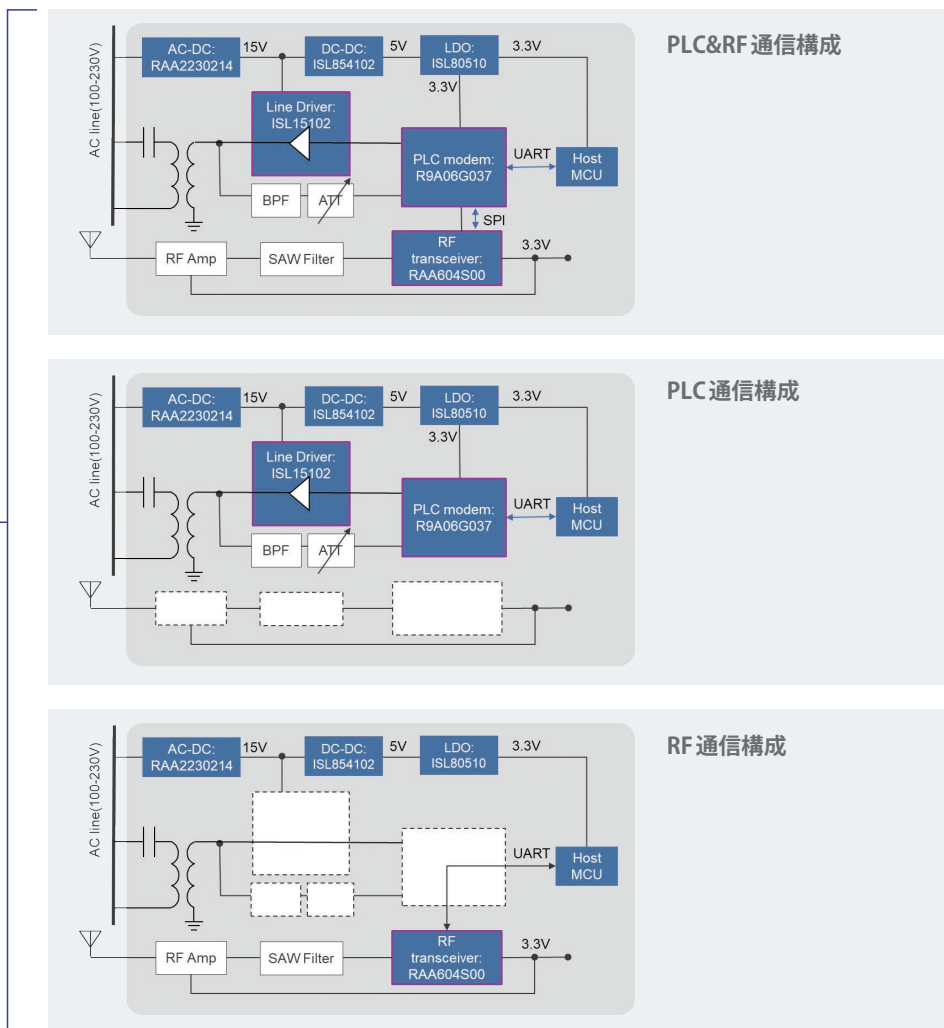 PLC&RF通信構成
AC line(100-230V)
AC-DC:
RAA2230214
15V
DC-DC:
ISL854102
5V
LDO:
ISL80510
3.3V
3.3V
Line Driver:
ISL15102
PLC modem:
R9A06G037
UART
Host
MCU
BPF
ATT
SPI
RF Amp
SAW Filter
RF
transceiver:
RAA604S00
3.3V
PLC通信構成
AC line(100-230V)
AC-DC:
RAA2230214
15V
DC-DC:
ISL854102
5V
LDO:
ISL80510
3.3V
3.3V
Line Driver:
ISL15102
PLC modem:
R9A06G037
UART
Host
MCU
BPF
ATT
RF通信構成
AC line(100-230V)
AC-DC:
RAA2230214
15V
DC-DC:
ISL854102
5V
LDO:
ISL80510
3.3V
UART
Host
MCU
RF Amp
SAW Filter
RF
transceiver:
RAA604S00
3.3V